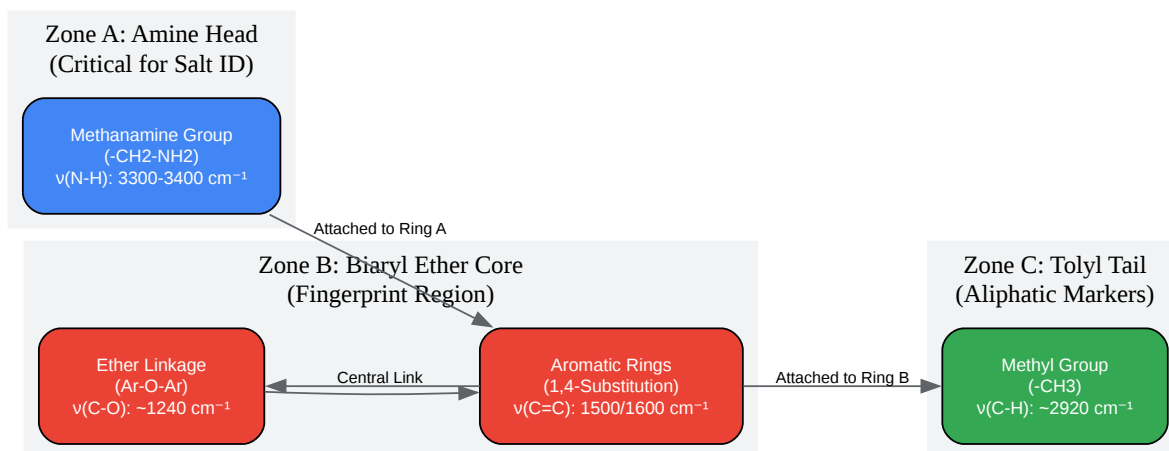 Zone A: Amine Head
(Critical for Salt ID)
Methanamine Group
(-CH2-NH2)
ν(N-H): 3300-3400 cm⁻¹
Attached to Ring A
Zone B: Biaryl Ether Core
(Fingerprint Region)
Ether Linkage
(Ar-O-Ar)
ν(C-O): ~1240 cm⁻¹
Central Link
Aromatic Rings
(1,4-Substitution)
ν(C=C): 1500/1600 cm⁻¹
Attached to Ring B
Zone C: Tolyl Tail
(Aliphatic Markers)
Methyl Group
(-CH3)
ν(C-H): ~2920 cm⁻¹